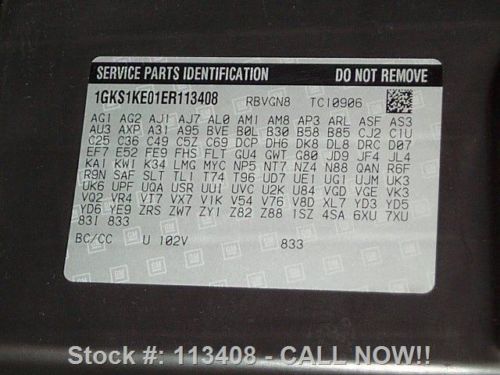 SERVICE PARTS IDENTIFICATION DO NOT REMOVE
1GKS1KE01ER113408 RBVGN8 TC10906
AG1 AG2 AJ1 AJ7 AL0 AM1 AM8 AP3 ARL ASF AS3
AU3 AXP A31 A95 BVE B0L B30 B58 B85 CJ2 C1U
C25 C36 C49 C5Z C69 DCP DH6 DK8 DL8 DRC D07
EF7 E52 FE9 FHS FLT GU4 GWT G80 JD9 JF4 JL4
KA1 KW1 K34 LMG MYC NP5 NT7 NZ4 N88 QAN R6F
R9N SAF SLT TL1 T74 T96 UD7 UE1 UG1 UJM UK3
UK6 UPF UQA USR UU1 UVC U2K U84 VGD VGE VK3
VQ2 VR4 VT7 VX7 V1K V54 V76 V8D XL7 YD3 YD5
YD6 YE9 ZRS ZW7 ZY1 Z82 Z88 1SZ 4SA 6XU 7XU
83I 833
BC/CC U 102V 833
GM
Stock #: 113408 - CALL NOW!!